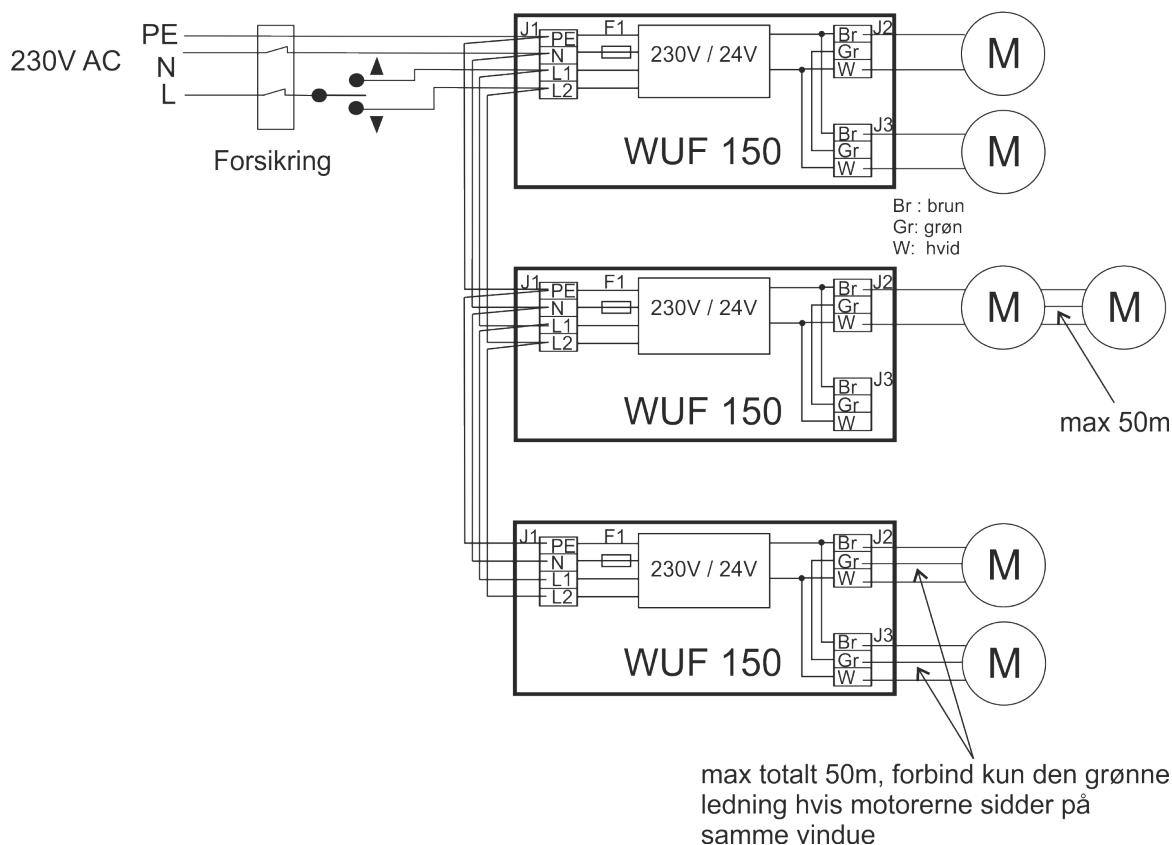 230V AC
PE
N
L
Forsikring
J1
PE
N
L1
L2
F1
230V / 24V
WUF 150
Br
Gr
W
J2
Br
Gr
W
J3
M
M
Br : brun
Gr: grøn
W: hvid
J1
PE
N
L1
L2
F1
230V / 24V
WUF 150
Br
Gr
W
J2
Br
Gr
W
J3
M
M
max 50m
J1
PE
N
L1
L2
F1
230V / 24V
WUF 150
Br
Gr
W
J2
Br
Gr
W
J3
M
M
max totalt 50m, forbind kun den grønne
ledning hvis motorerne sidder på
samme vindue